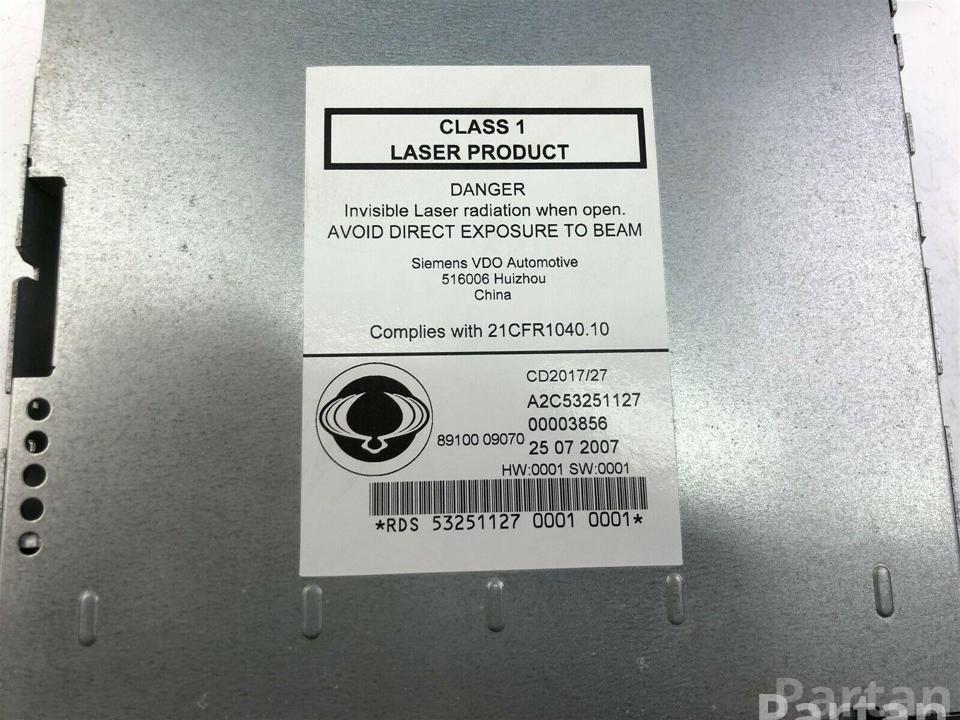 CLASS 1
LASER PRODUCT
DANGER
Invisible Laser radiation when open.
AVOID DIRECT EXPOSURE TO BEAM
Siemens VDO Automotive
516006 Huizhou
China
Complies with 21CFR1040.10
CD2017/27
A2C53251127
00003856
89100 09070 25 07 2007
HW:0001 SW:0001
*RDS 53251127 0001 0001*
Partan
Partan